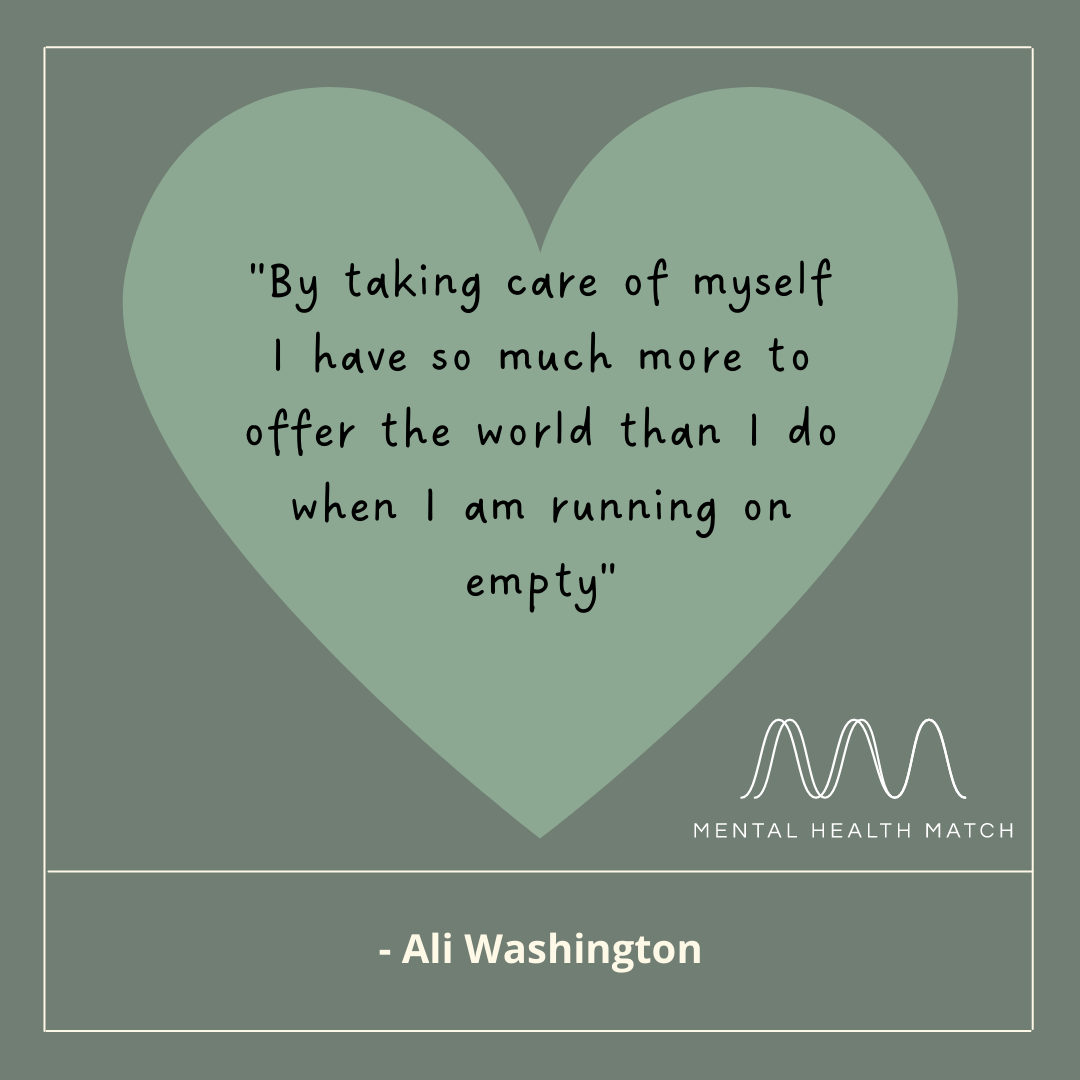 "By taking care of myself
I have so much more to
offer the world than I do
when I am running on
empty"
MENTAL HEALTH MATCH
- Ali Washington